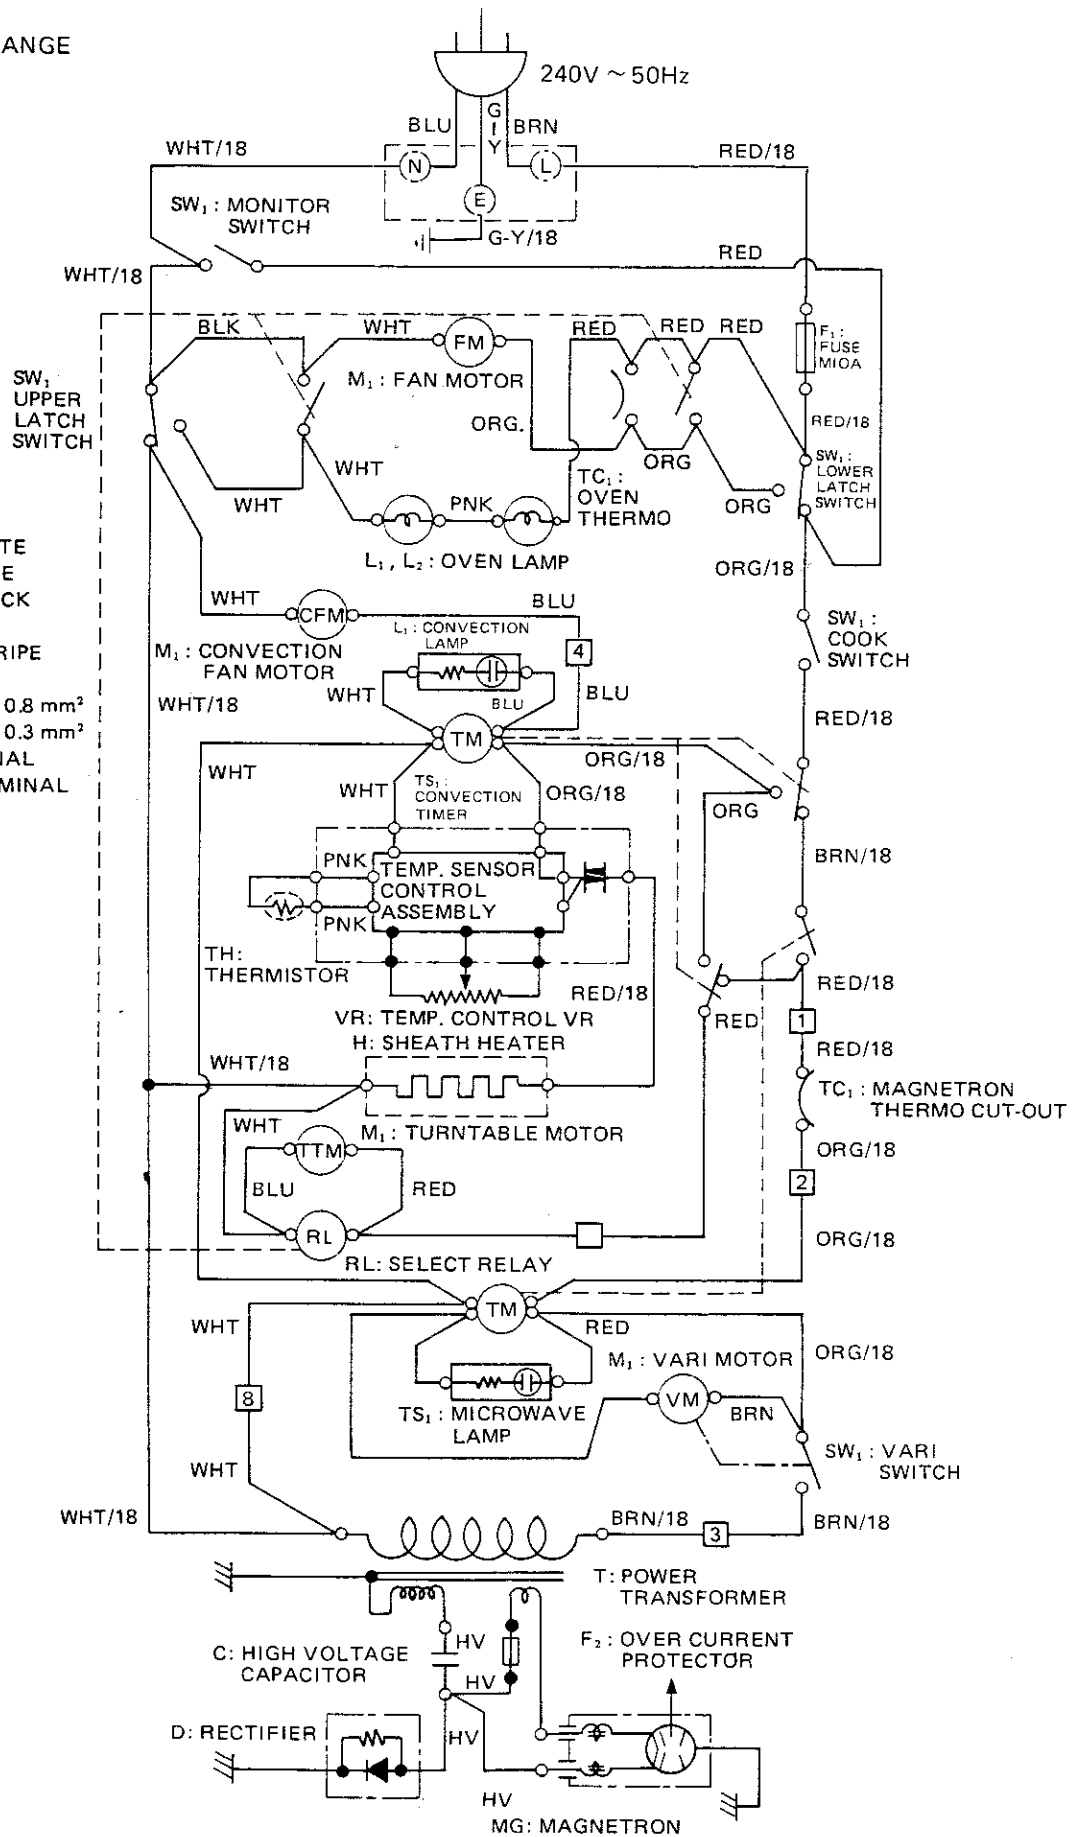 ANGE
240V ~ 50Hz
BLU
G-Y
BRN
WHT/18
RED/18
N
L
E
SW₁ : MONITOR
SWITCH
G-Y/18
RED
WHT/18
BLK
WHT
FM
RED
RED
RED
F₁ :
FUSE
M10A
M₁ : FAN MOTOR
SW₁
UPPER
LATCH
SWITCH
ORG.
RED/18
WHT
WHT
ORG
SW₁ :
LOWER
LATCH
SWITCH
PNK
TC₁ :
OVEN
THERMO
ORG
L₁ , L₂ : OVEN LAMP
TE
E
CK
RIPE
0.8 mm²
0.3 mm²
NAL
MINAL
ORG/18
WHT
CFM
BLU
SW₁ :
COOK
SWITCH
L₁ : CONVECTION
LAMP
4
M₁ : CONVECTION
FAN MOTOR
WHT
BLU
BLU
WHT/18
RED/18
TM
WHT
ORG/18
WHT
TS₁ :
CONVECTION
TIMER
ORG/18
ORG
BRN/18
PNK
TEMP. SENSOR
CONTROL
ASSEMBLY
PNK
TH:
THERMISTOR
RED/18
RED/18
VR: TEMP. CONTROL VR
RED
1
H: SHEATH HEATER
RED/18
WHT/18
TC₁ : MAGNETRON
THERMO CUT-OUT
WHT
M₁ : TURNTABLE MOTOR
TTM
ORG/18
BLU
RED
2
RL
ORG/18
RL: SELECT RELAY
TM
WHT
RED
M₁ : VARI MOTOR
ORG/18
8
VM
BRN
TS₁ : MICROWAVE
LAMP
SW₁ : VARI
SWITCH
WHT
WHT/18
BRN/18
3
BRN/18
T: POWER
TRANSFORMER
C: HIGH VOLTAGE
CAPACITOR
HV
F₂ : OVER CURRENT
PROTECTOR
HV
D: RECTIFIER
HV
HV
MG: MAGNETRON